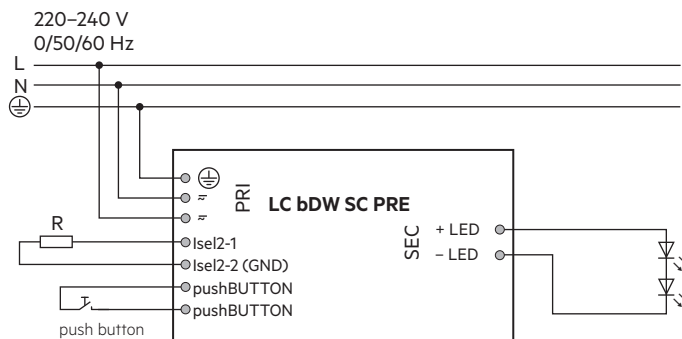 220–240 V
0/50/60 Hz
L
N
PRI
LC bDW SC PRE
R
Isel2-1
Isel2-2 (GND)
pushBUTTON
pushBUTTON
push button
SEC
+ LED
– LED